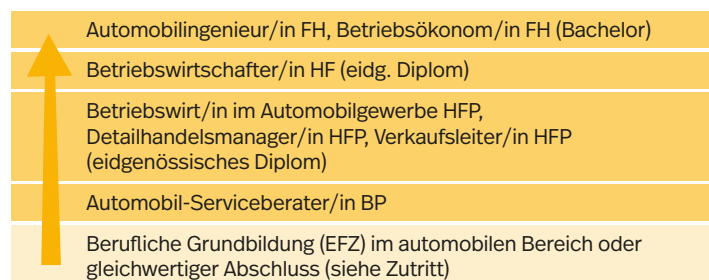 Automobilingenieur/in FH, Betriebsökonom/in FH (Bachelor)
Betriebswirtschafter/in HF (eidg. Diplom)
Betriebswirt/in im Automobilgewerbe HFP,
Detailhandelsmanager/in HFP, Verkaufsleiter/in HFP
(eidgenössisches Diplom)
Automobil-Serviceberater/in BP
Berufliche Grundbildung (EFZ) im automobilen Bereich oder
gleichwertiger Abschluss (siehe Zutritt)